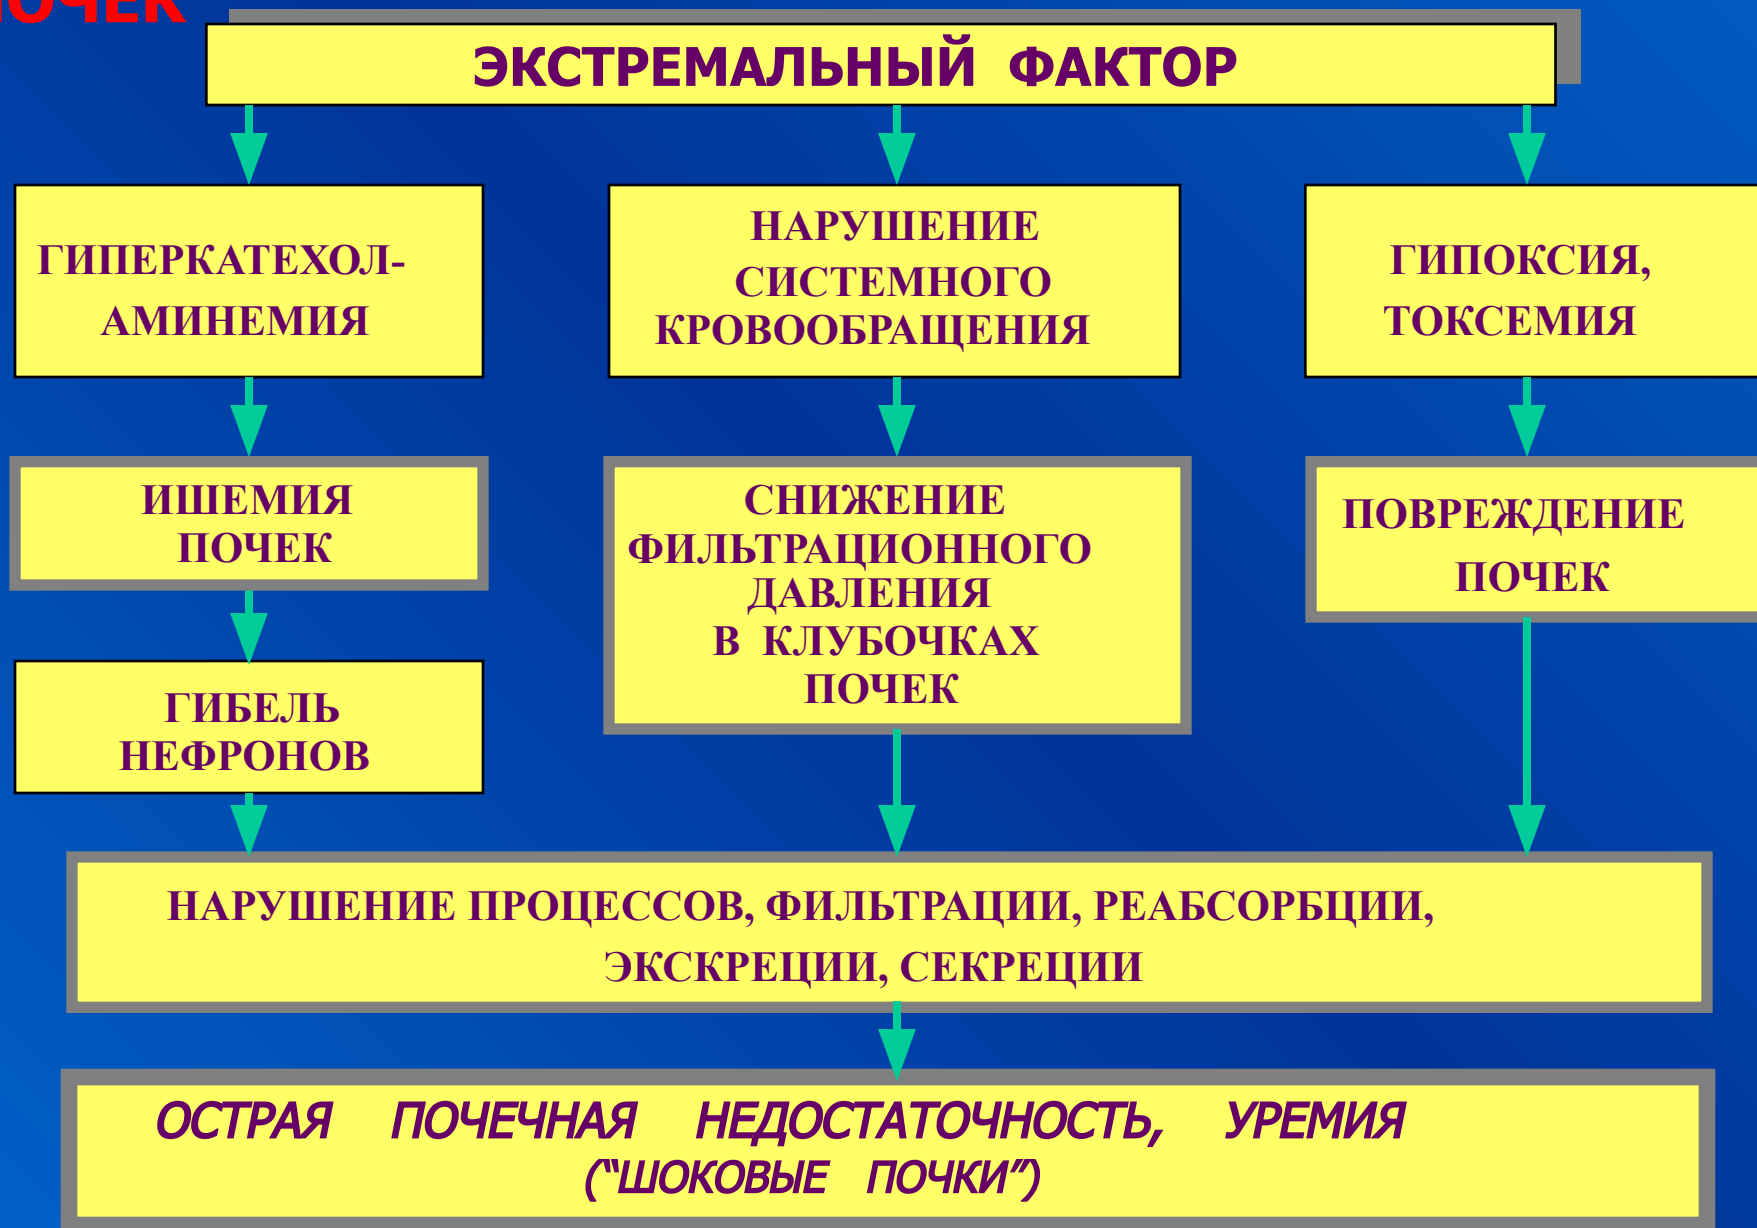 ПОЧЕК
ЭКСТРЕМАЛЬНЫЙ ФАКТОР
ГИПЕРКАТЕХОЛ-
АМИНЕМИЯ
НАРУШЕНИЕ
СИСТЕМНОГО
КРОВООБРАЩЕНИЯ
ГИПОКСИЯ,
ТОКСЕМИЯ
ИШЕМИЯ
ПОЧЕК
СНИЖЕНИЕ
ФИЛЬТРАЦИОННОГО
ДАВЛЕНИЯ
В КЛУБОЧКАХ
ПОЧЕК
ПОВРЕЖДЕНИЕ
ПОЧЕК
ГИБЕЛЬ
НЕФРОНОВ
НАРУШЕНИЕ ПРОЦЕССОВ, ФИЛЬТРАЦИИ, РЕАБСОРБЦИИ,
ЭКСКРЕЦИИ, СЕКРЕЦИИ
ОСТРАЯ ПОЧЕЧНАЯ НЕДОСТАТОЧНОСТЬ, УРЕМИЯ
(“ШОКОВЫЕ ПОЧКИ”)